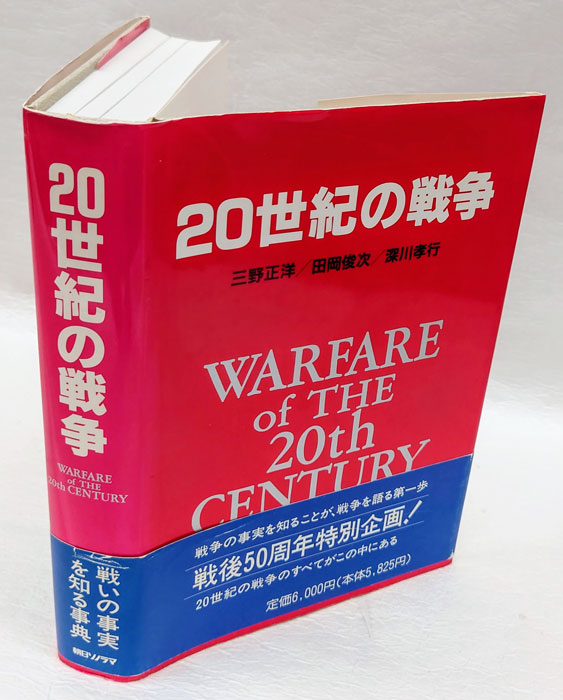 20世紀の戦争
WARFARE
of THE
20th CENTURY
戦いの事実
を知る事典
朝日ソノラマ
20世紀の戦争
三野正洋／田岡俊次／深川孝行
WARFARE
of THE
20th
CENTURY
戦争の事実を知ることが、戦争を語る第一歩
戦後50周年特別企画！
20世紀の戦争のすべてがこの中にある
定価6,000円(本体5,825円)